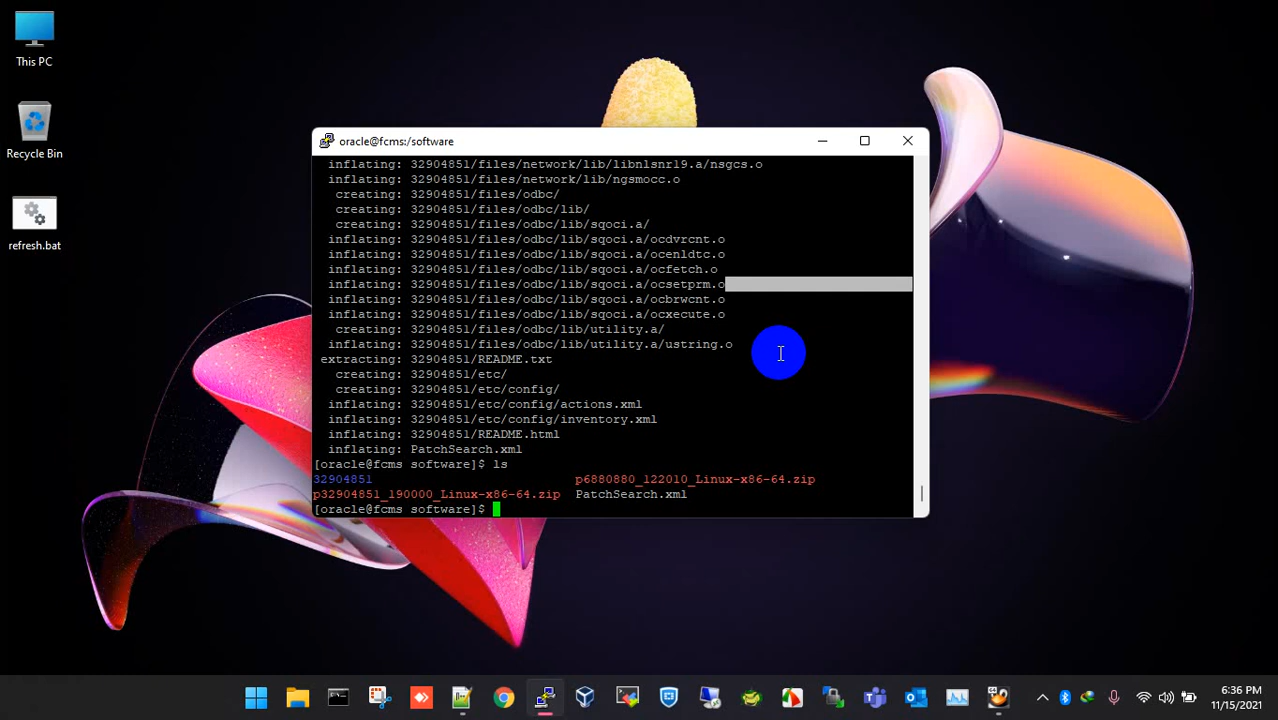 This PC
Recycle Bin
refresh.bat
oracle@fcms:/software
inflating: 32904851/files/network/lib/libnlsnr19.a/nsgcs.o
inflating: 32904851/files/network/lib/ngsmocc.o
creating: 32904851/files/odbc/
creating: 32904851/files/odbc/lib/
creating: 32904851/files/odbc/lib/sqoci.a/
inflating: 32904851/files/odbc/lib/sqoci.a/ocdvrcnt.o
inflating: 32904851/files/odbc/lib/sqoci.a/ocenldtc.o
inflating: 32904851/files/odbc/lib/sqoci.a/ocfetch.o
inflating: 32904851/files/odbc/lib/sqoci.a/ocsetprm.o
inflating: 32904851/files/odbc/lib/sqoci.a/ocbrwcnt.o
inflating: 32904851/files/odbc/lib/sqoci.a/ocxecute.o
creating: 32904851/files/odbc/lib/utility.a/
inflating: 32904851/files/odbc/lib/utility.a/ustring.o
extracting: 32904851/README.txt
creating: 32904851/etc/
creating: 32904851/etc/config/
inflating: 32904851/etc/config/actions.xml
inflating: 32904851/etc/config/inventory.xml
inflating: 32904851/README.html
inflating: PatchSearch.xml
[oracle@fcms software]$ ls
32904851 p6880880_122010_Linux-x86-64.zip
p32904851_190000_Linux-x86-64.zip PatchSearch.xml
[oracle@fcms software]$
6:36 PM
11/15/2021